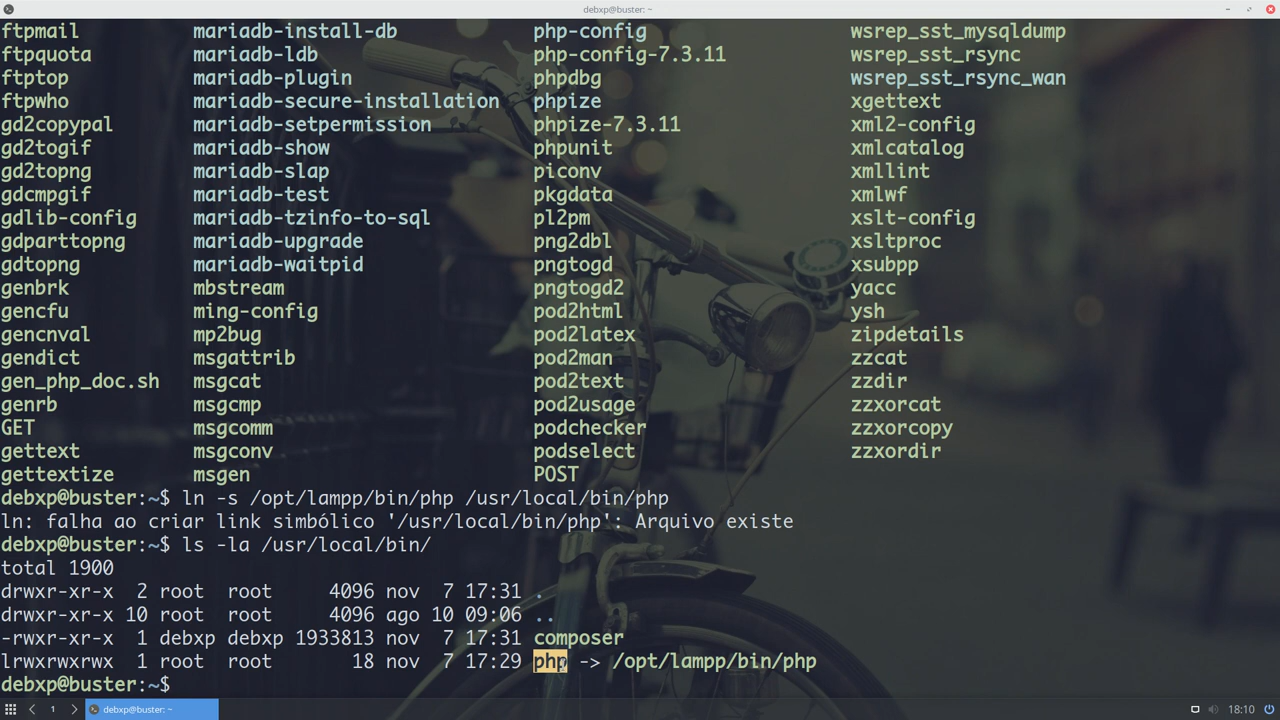 debxp@buster: ~
ftpmail mariadb-install-db php-config wsrep_sst_mysqldump
ftpquota mariadb-ldb php-config-7.3.11 wsrep_sst_rsync
ftptop mariadb-plugin phpdbg wsrep_sst_rsync_wan
ftpwho mariadb-secure-installation phpize xgettext
gd2copypal mariadb-setpermission phpize-7.3.11 xml2-config
gd2togif mariadb-show phpunit xmlcatalog
gd2topng mariadb-slap piconv xmllint
gdcmpgif mariadb-test pkgdata xmlwf
gdlib-config mariadb-tzinfo-to-sql pl2pm xslt-config
gdparttopng mariadb-upgrade png2dbl xsltproc
gdtopng mariadb-waitpid pngtogd xsubpp
genbrk mbstream pngtogd2 yacc
gencfu ming-config pod2html ysh
gencnval mp2bug pod2latex zipdetails
gendict msgattrib pod2man zzcat
gen_php_doc.sh msgcat pod2text zzdir
genrb msgcmp pod2usage zzxorcat
GET msgcomm podchecker zzxorcopy
gettext msgconv podselect zzxordir
gettextize msgen POST
debxp@buster:~$ ln -s /opt/lampp/bin/php /usr/local/bin/php
ln: falha ao criar link simbólico '/usr/local/bin/php': Arquivo existe
debxp@buster:~$ ls -la /usr/local/bin/
total 1900
drwxr-xr-x 2 root root 4096 nov 7 17:31 .
drwxr-xr-x 10 root root 4096 ago 10 09:06 ..
-rwxr-xr-x 1 debxp debxp 1933813 nov 7 17:31 composer
lrwxrwxrwx 1 root root 18 nov 7 17:29 php -> /opt/lampp/bin/php
debxp@buster:~$
1 debxp@buster: ~ 18:10